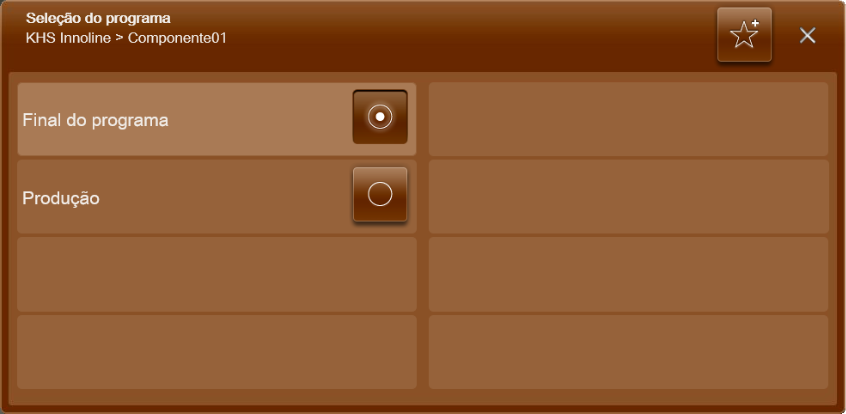 Seleção do programa
KHS Innoline > Componente01
Final do programa
Produção